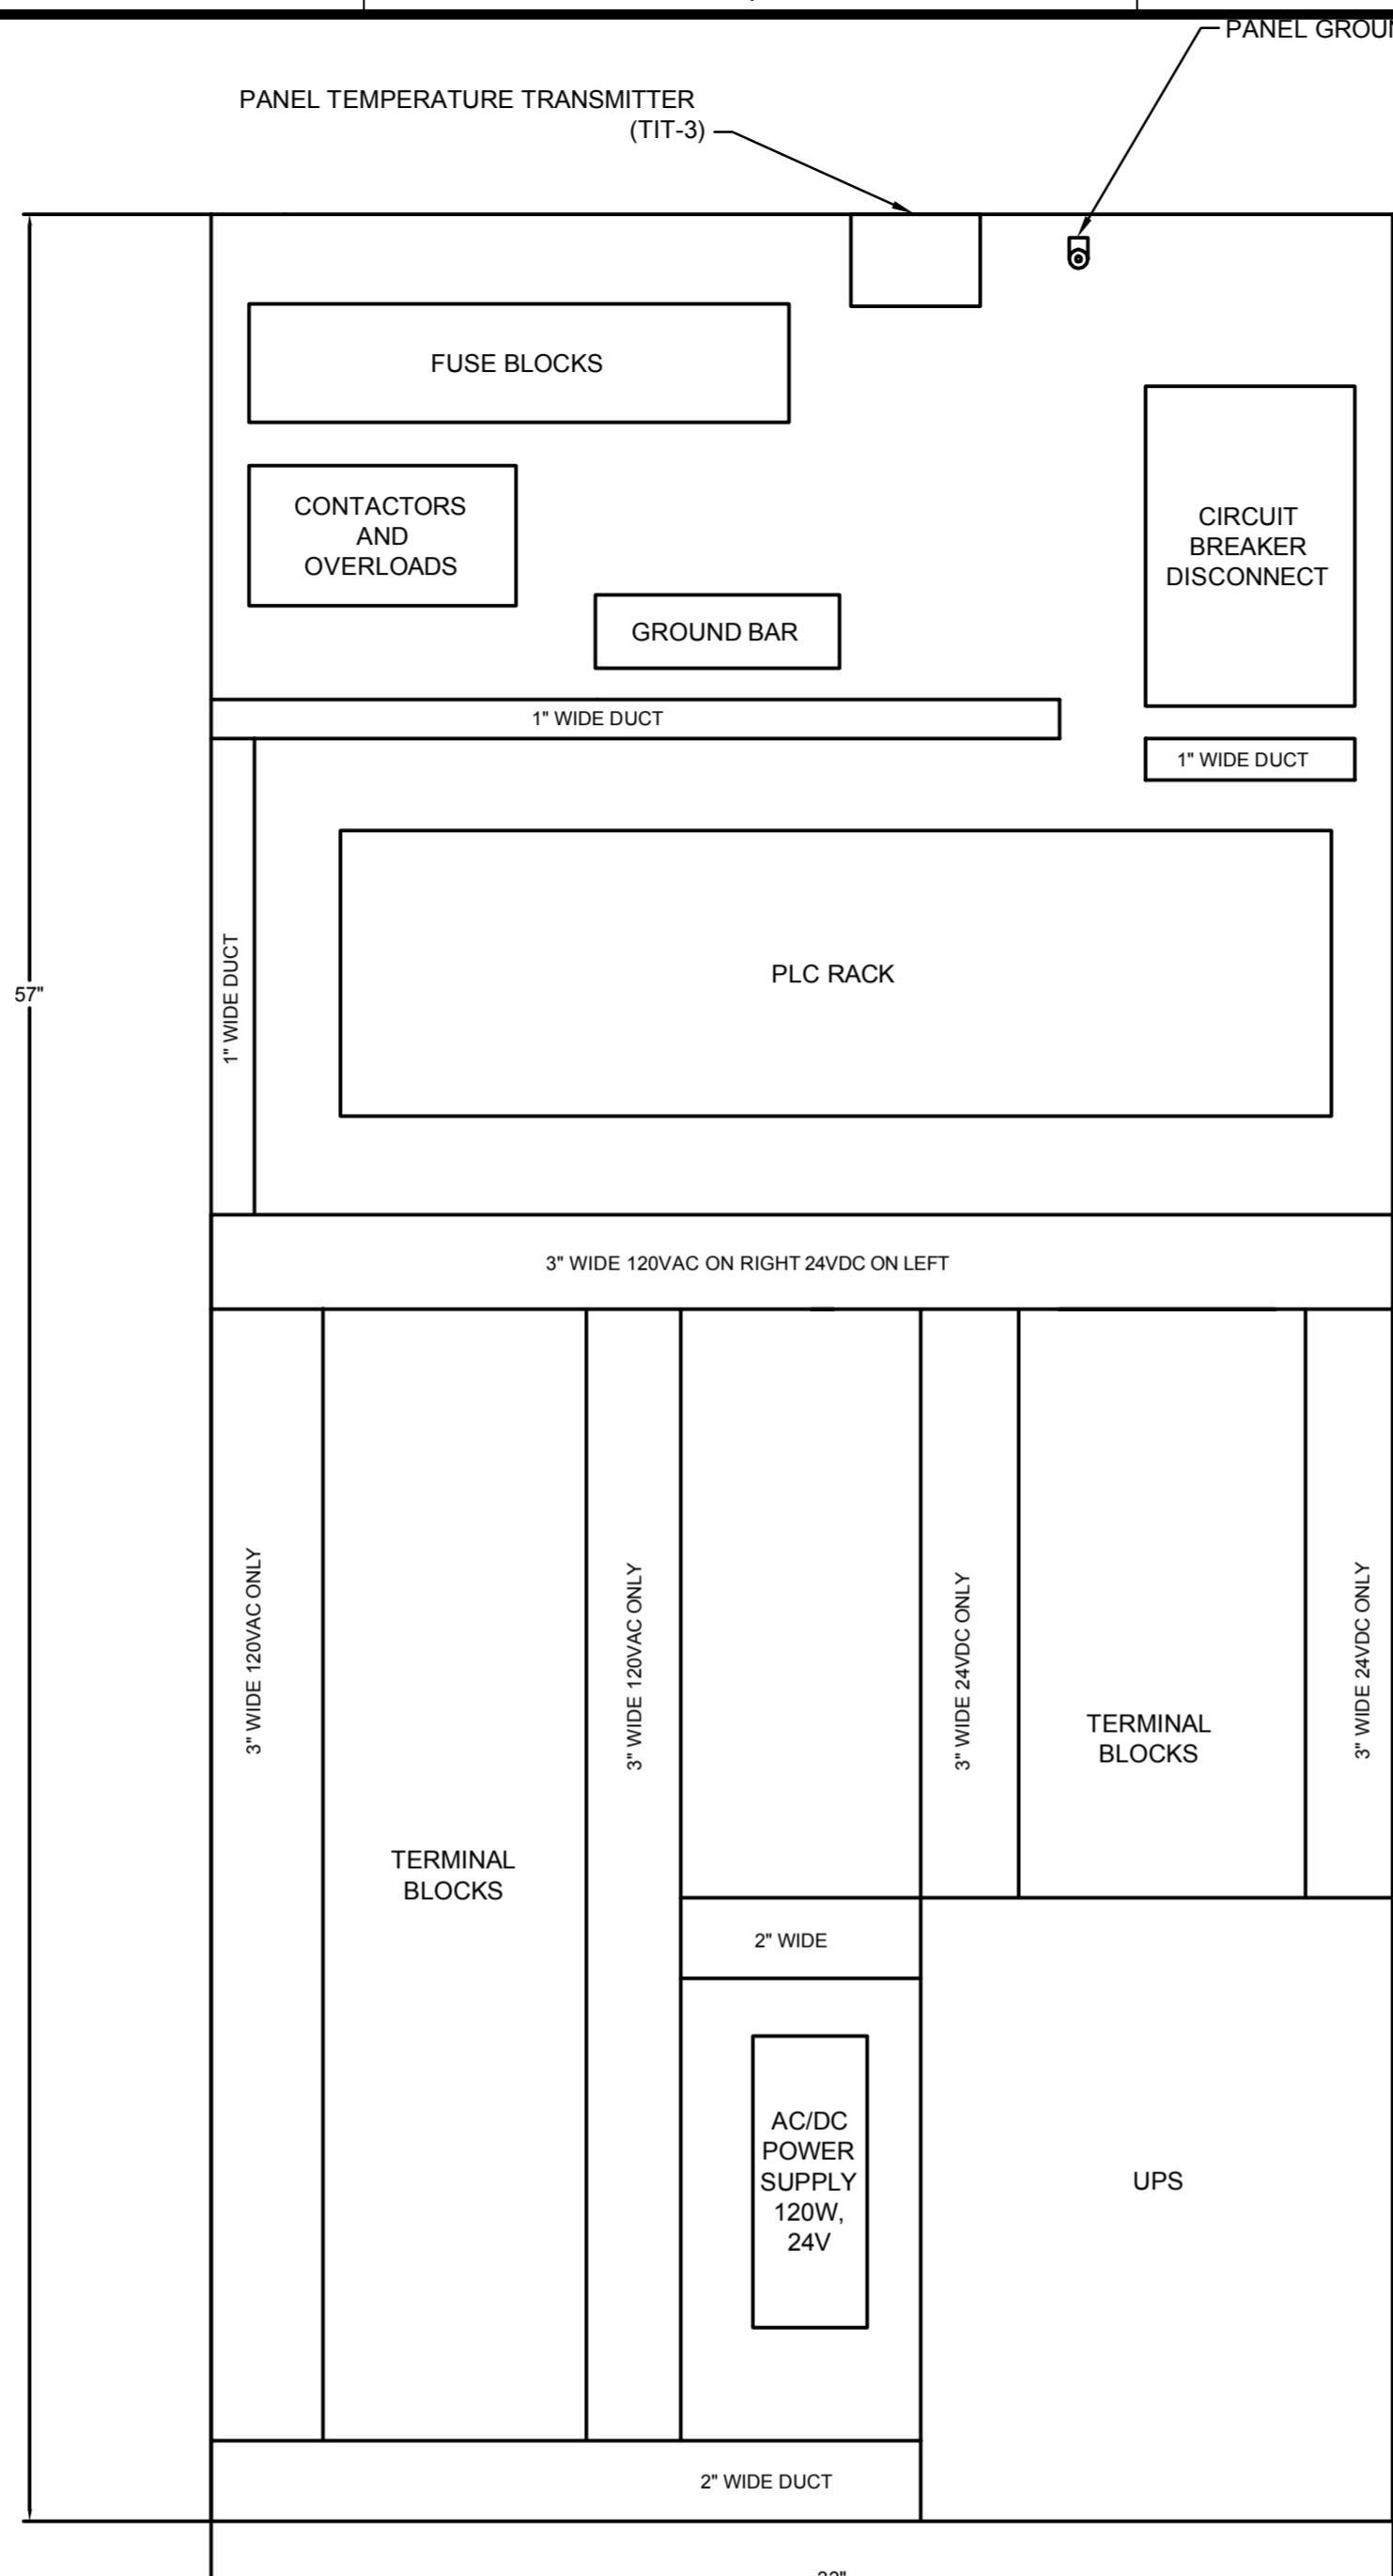 PANEL TEMPERATURE TRANSMITTER
(TIT-3)
FUSE BLOCKS
CONTACTORS
AND
OVERLOADS
CIRCUIT
BREAKER
DISCONNECT
GROUND BAR
1" WIDE DUCT
1" WIDE DUCT
PLC RACK
57"
1" WIDE DUCT
3" WIDE 120VAC ON RIGHT 24VDC ON LEFT
3" WIDE 120VAC ONLY
3" WIDE 120VAC ONLY
3" WIDE 24VDC ONLY
3" WIDE 24VDC ONLY
TERMINAL
BLOCKS
TERMINAL
BLOCKS
2" WIDE
AC/DC
POWER
SUPPLY
120W,
24V
UPS
2" WIDE DUCT
PANEL